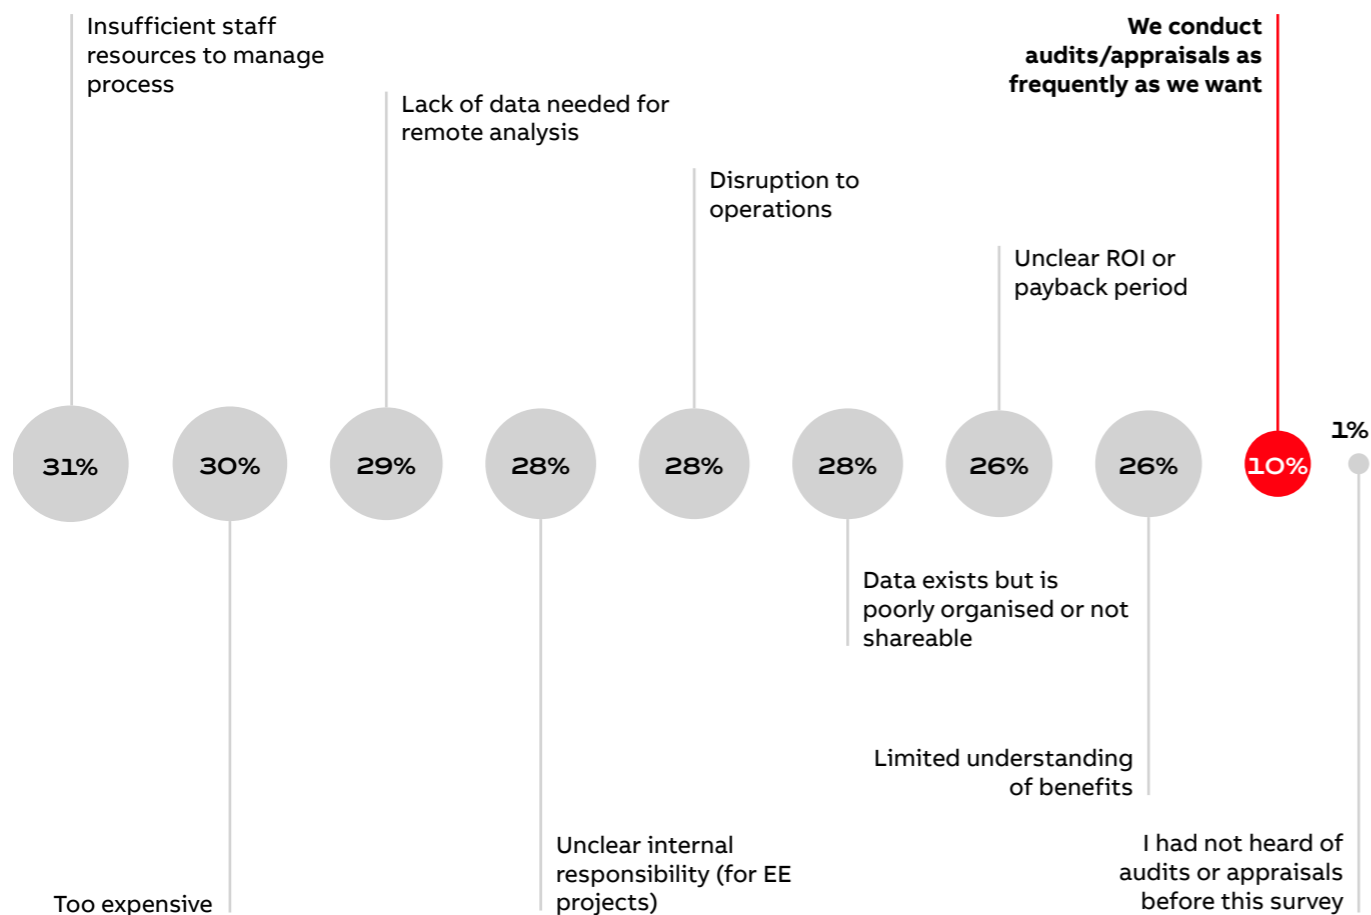 Insufficient staff
resources to manage
process
We conduct
audits/appraisals as
frequently as we want
Lack of data needed for
remote analysis
Disruption to
operations
Unclear ROI or
payback period
31%
30%
29%
28%
28%
28%
26%
26%
10%
1%
Data exists but is
poorly organised or not
shareable
Limited understanding
of benefits
Unclear internal
responsibility (for EE
projects)
I had not heard of
audits or appraisals
before this survey
Too expensive